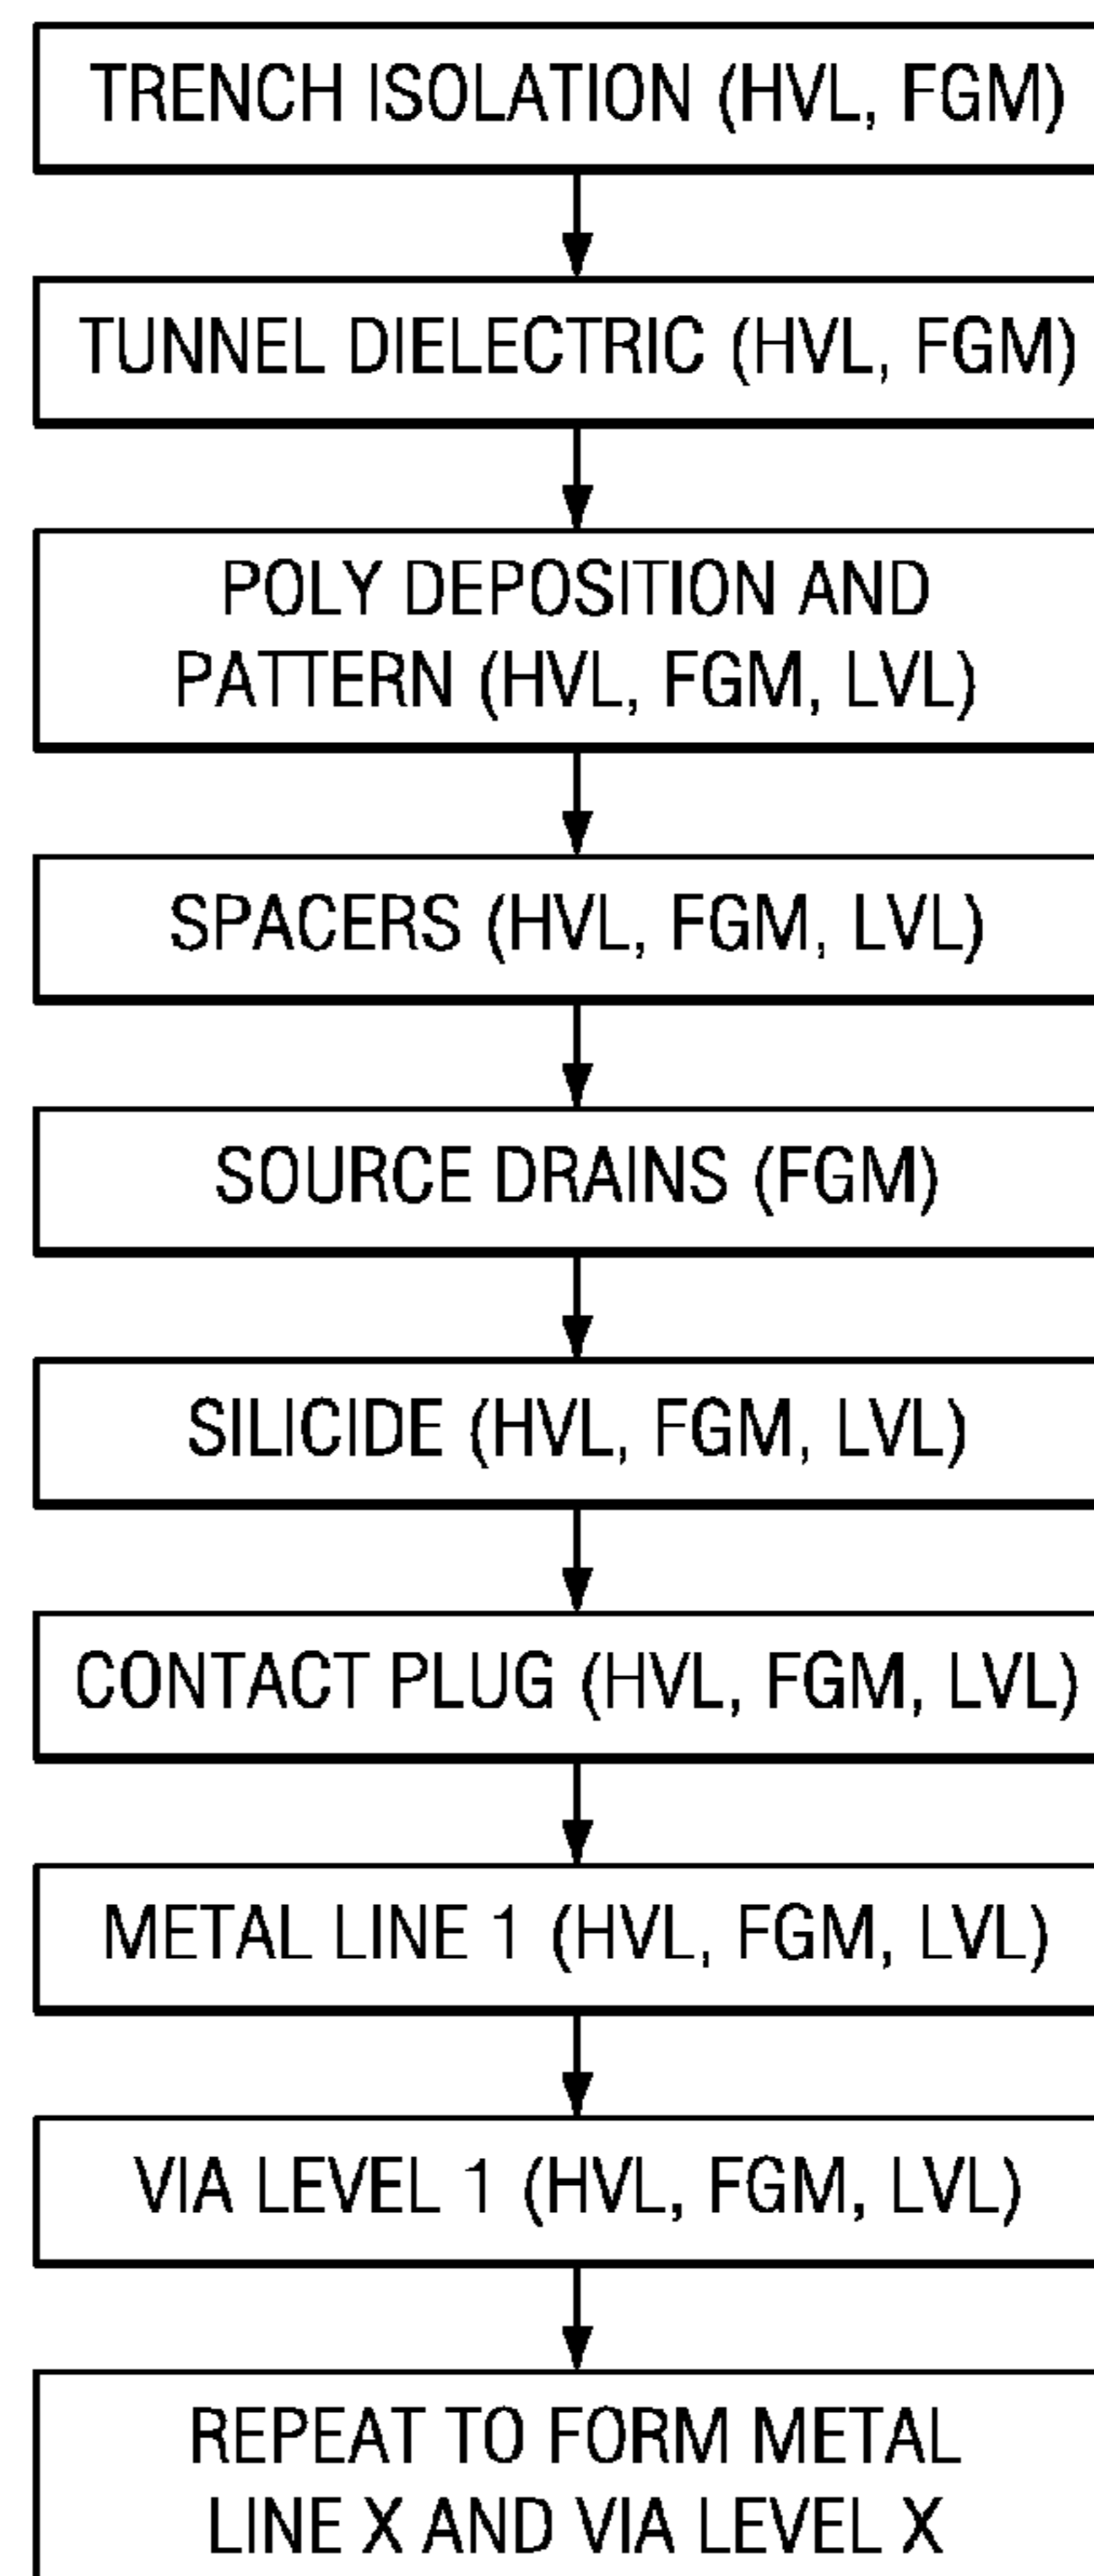 TRENCH ISOLATION (HVL, FGM)
TUNNEL DIELECTRIC (HVL, FGM)
POLY DEPOSITION AND
PATTERN (HVL, FGM, LVL)
SPACERS (HVL, FGM, LVL)
SOURCE DRAINS (FGM)
SILICIDE (HVL, FGM, LVL)
CONTACT PLUG (HVL, FGM, LVL)
METAL LINE 1 (HVL, FGM, LVL)
VIA LEVEL 1 (HVL, FGM, LVL)
REPEAT TO FORM METAL
LINE X AND VIA LEVEL X